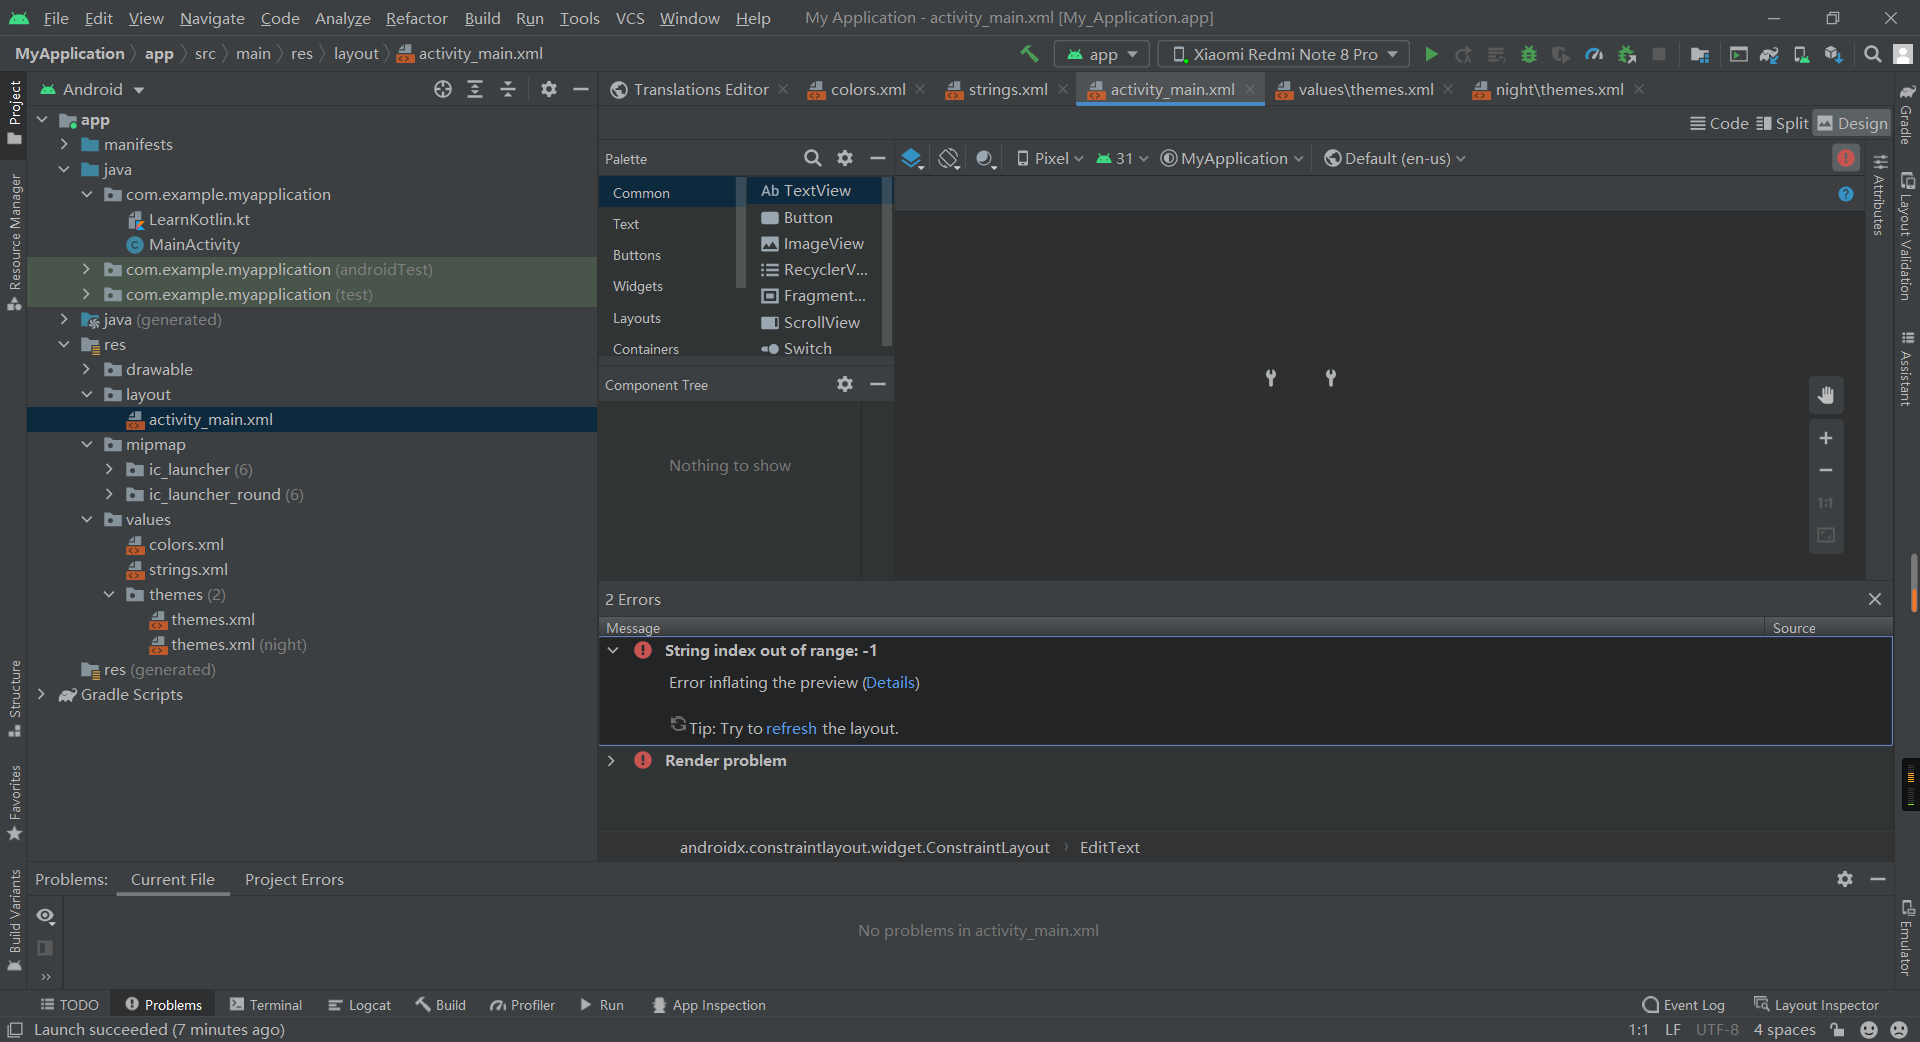 File Edit View Navigate Code Analyze Refactor Build Run Tools VCS Window Help My Application - activity_main.xml [My_Application.app]
MyApplication app src main res layout activity_main.xml app Xiaomi Redmi Note 8 Pro
Android
Translations Editor colors.xml strings.xml activity_main.xml values\themes.xml night\themes.xml
Code Split Design
Project
Resource Manager
Structure
Favorites
Build Variants
app
manifests
java
com.example.myapplication
LearnKotlin.kt
MainActivity
com.example.myapplication (androidTest)
com.example.myapplication (test)
java (generated)
res
drawable
layout
activity_main.xml
mipmap
ic_launcher (6)
ic_launcher_round (6)
values
colors.xml
strings.xml
themes (2)
themes.xml
themes.xml (night)
res (generated)
Gradle Scripts
Palette
Pixel 31 MyApplication Default (en-us)
Common
Text
Buttons
Widgets
Layouts
Containers
Ab TextView
Button
ImageView
RecyclerV...
Fragment...
ScrollView
Switch
Component Tree
Nothing to show
1:1
Attributes
Gradle
Layout Validation
Assistant
Emulator
2 Errors
Message Source
String index out of range: -1
Error inflating the preview (Details)
Tip: Try to refresh the layout.
Render problem
androidx.constraintlayout.widget.ConstraintLayout EditText
Problems: Current File Project Errors
No problems in activity_main.xml
TODO Problems Terminal Logcat Build Profiler Run App Inspection Event Log Layout Inspector
Launch succeeded (7 minutes ago) 1:1 LF UTF-8 4 spaces